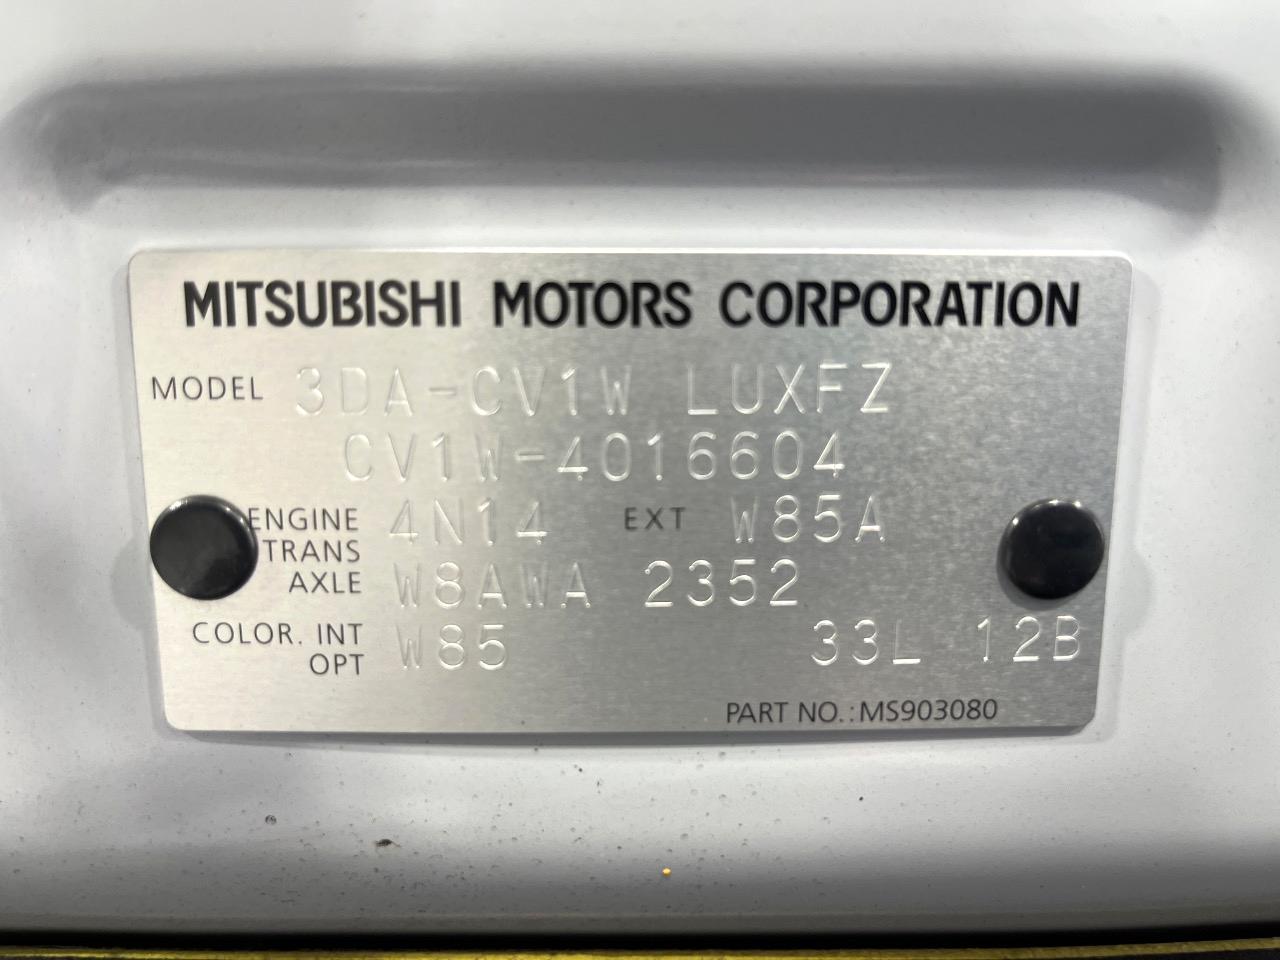 MITSUBISHI MOTORS CORPORATION
MODEL 3DA-CV1W LUXFZ
CV1W-4016604
ENGINE 4N14 EXT W85A
TRANS
AXLE W8AWA 2352
COLOR. INT W85 33L 12B
OPT
PART NO.:MS903080